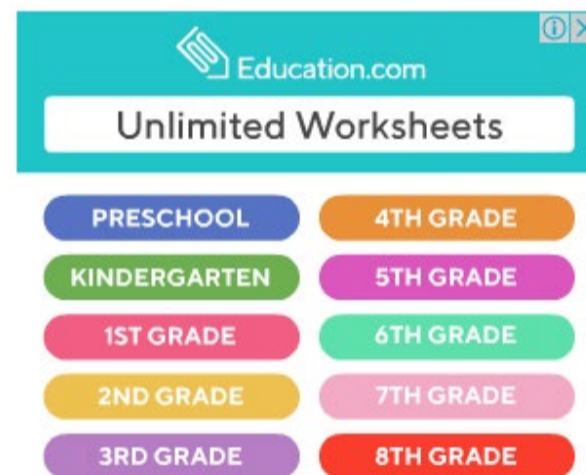 Education.com
Unlimited Worksheets
PRESCHOOL
KINDERGARTEN
1ST GRADE
2ND GRADE
3RD GRADE
4TH GRADE
5TH GRADE
6TH GRADE
7TH GRADE
8TH GRADE